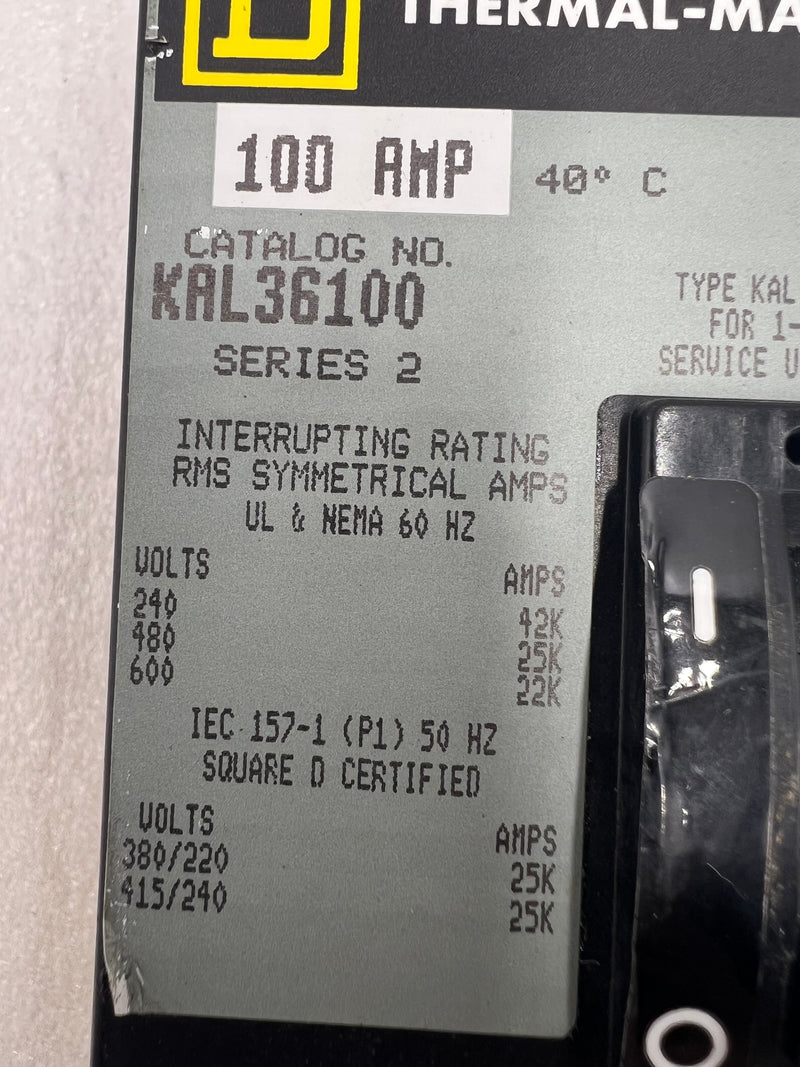 D
THERMAL-MA
100 AMP 40° C
CATALOG NO.
KAL36100
SERIES 2
TYPE KAL
FOR 1-
SERVICE U
INTERRUPTING RATING
RMS SYMMETRICAL AMPS
UL & NEMA 60 HZ
VOLTS AMPS
240 42K
480 25K
600 22K
IEC 157-1 (P1) 50 HZ
SQUARE D CERTIFIED
VOLTS AMPS
380/220 25K
415/240 25K